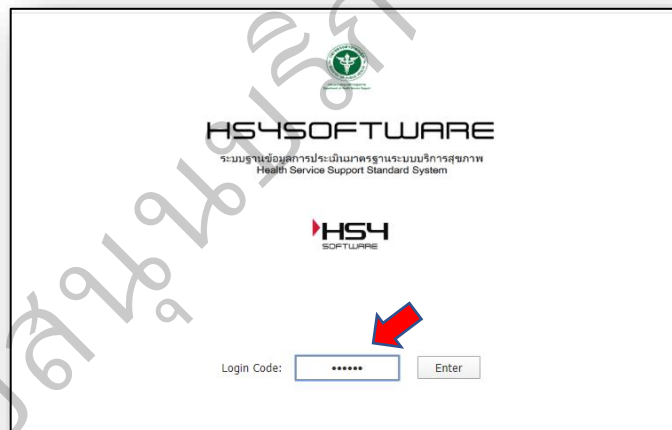 HS4SOFTWARE
ระบบฐานข้อมูลการประเมินมาตรฐานระบบบริการสุขภาพ
Health Service Support Standard System
HS4
SOFTWARE
Login Code: •••••• Enter